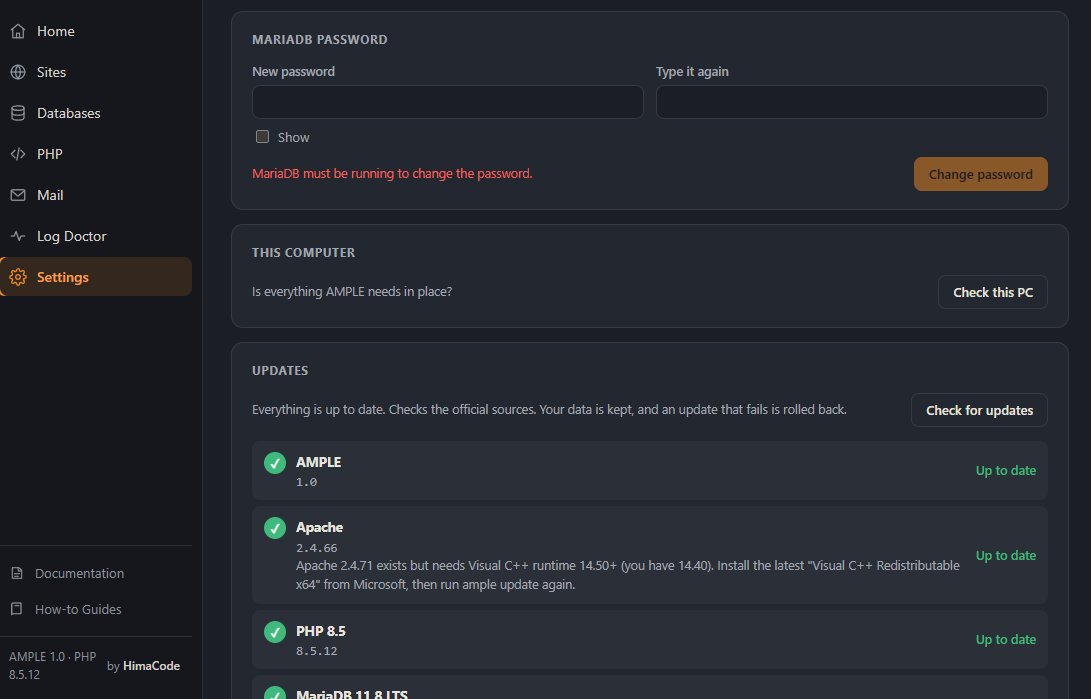 Home
Sites
Databases
PHP
Mail
Log Doctor
Settings
Documentation
How-to Guides
AMPLE 1.0 · PHP
8.5.12
by HimaCode
MARIADB PASSWORD
New password
Type it again
Show
MariaDB must be running to change the password.
Change password
THIS COMPUTER
Is everything AMPLE needs in place?
Check this PC
UPDATES
Everything is up to date. Checks the official sources. Your data is kept, and an update that fails is rolled back.
Check for updates
AMPLE
1.0
Up to date
Apache
2.4.66
Apache 2.4.71 exists but needs Visual C++ runtime 14.50+ (you have 14.40). Install the latest "Visual C++ Redistributable
x64" from Microsoft, then run ample update again.
Up to date
PHP 8.5
8.5.12
Up to date
MariaDB 11.8 LTS